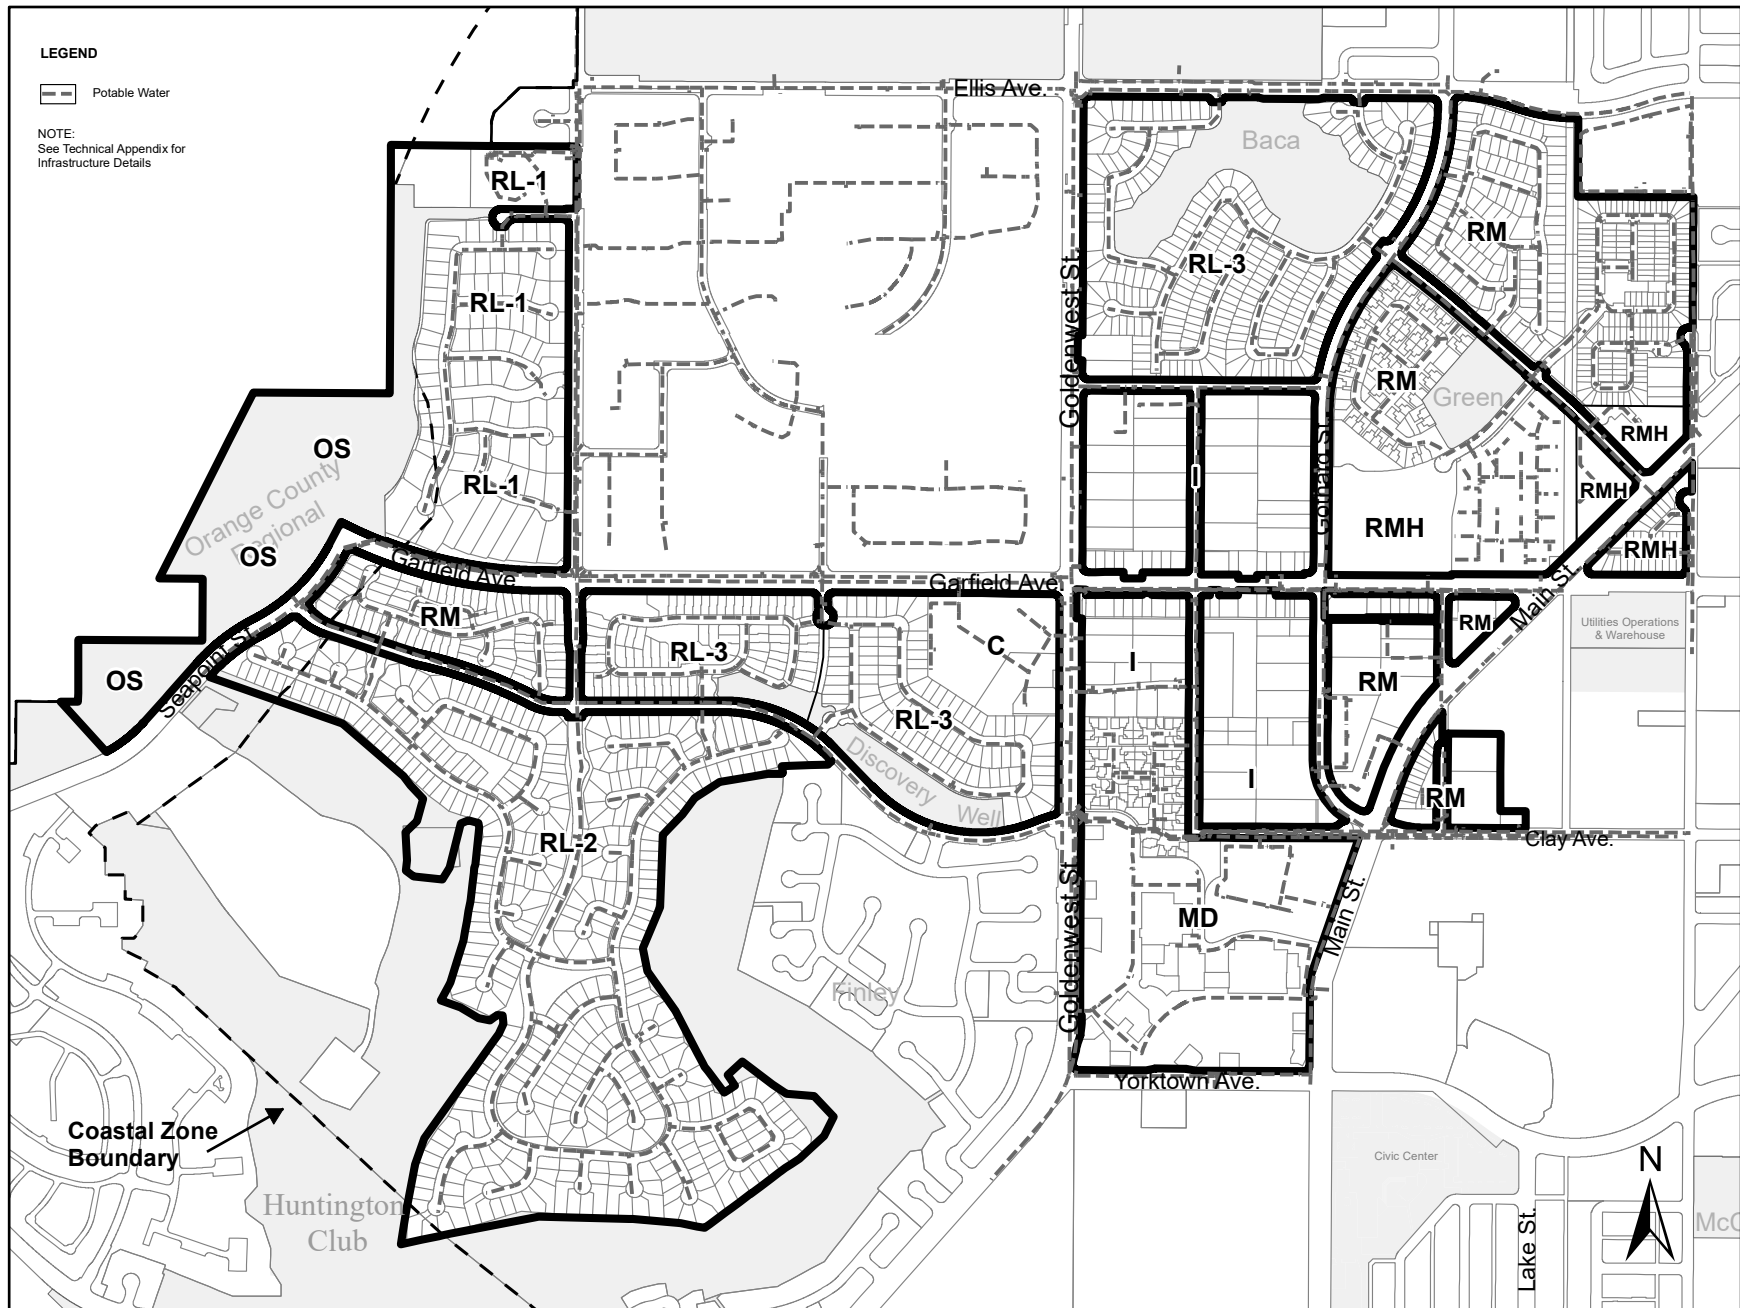 LEGEND
Potable Water
NOTE:
See Technical Appendix for
Infrastructure Details
Ellis Ave.
Baca
RL-1
RM
RL-3
Goldenwest St.
RL-1
RM
Green
OS
RMH
Orange County
Regional
RL-1
I
Gothard St.
RMH
RMH
OS
RMH
Garfield Ave.
Garfield Ave.
RM
RM
Main St.
Utilities Operations
& Warehouse
RL-3
C
I
OS
Seapoint St.
RM
RL-3
Discovery
Well
I
RM
RL-2
Clay Ave.
Goldenwest St.
MD
Main St.
Finley
Yorktown Ave.
Coastal Zone
Boundary
Civic Center
N
Huntington
Club
Lake St.
McC